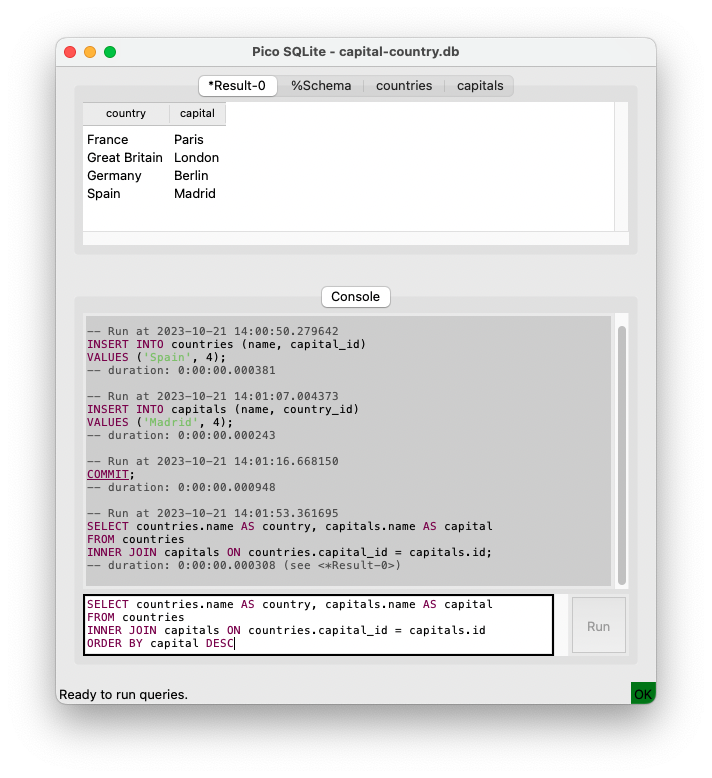 Pico SQLite - capital-country.db
*Result-0 %Schema countries capitals
country capital
France Paris
Great Britain London
Germany Berlin
Spain Madrid
Console
-- Run at 2023-10-21 14:00:50.279642
INSERT INTO countries (name, capital_id)
VALUES ('Spain', 4);
-- duration: 0:00:00.000381
-- Run at 2023-10-21 14:01:07.004373
INSERT INTO capitals (name, country_id)
VALUES ('Madrid', 4);
-- duration: 0:00:00.000243
-- Run at 2023-10-21 14:01:16.668150
COMMIT;
-- duration: 0:00:00.000948
-- Run at 2023-10-21 14:01:53.361695
SELECT countries.name AS country, capitals.name AS capital
FROM countries
INNER JOIN capitals ON countries.capital_id = capitals.id;
-- duration: 0:00:00.000308 (see <*Result-0>)
SELECT countries.name AS country, capitals.name AS capital
FROM countries
INNER JOIN capitals ON countries.capital_id = capitals.id
ORDER BY capital DESC
Run
Ready to run queries. OK